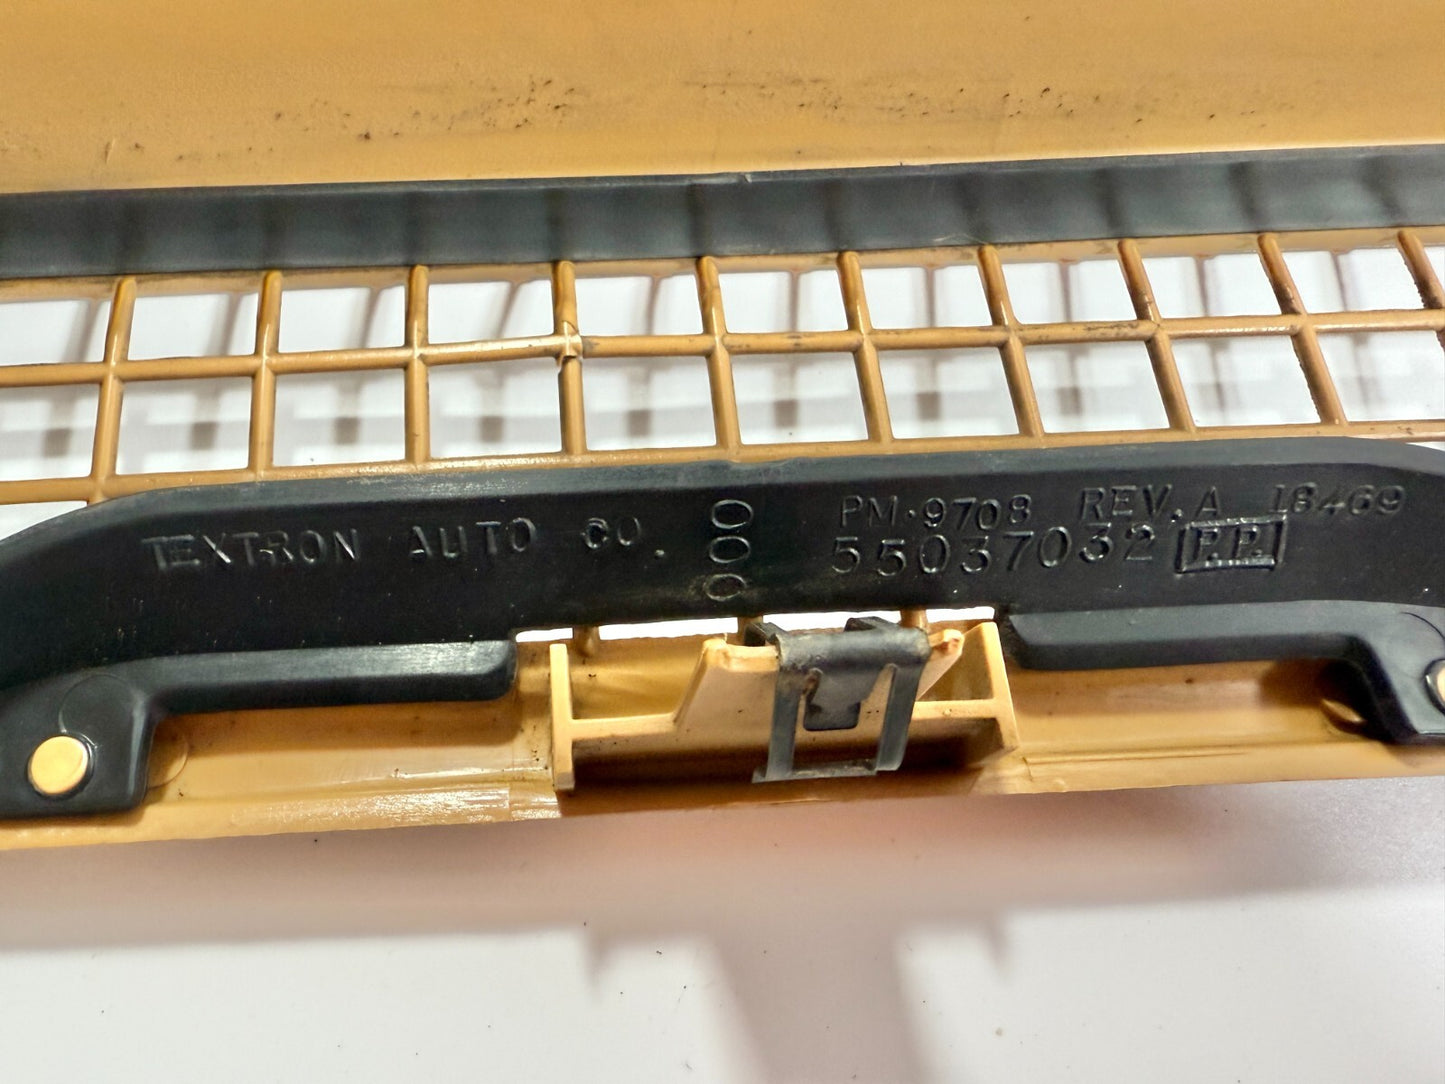 TEXTRON AUTO CO.
000
PM-9708 REV.A 18469
55037032 P.P.